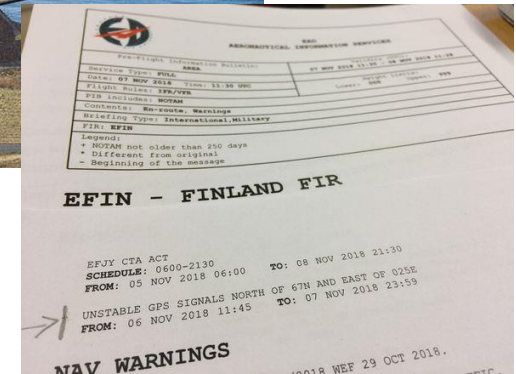 EAD
AERONAUTICAL INFORMATION SERVICES
Pre-Flight Information Bulletin:
AREA
Service Type: FULL
Date: 07 NOV 2018 Time: 11:30 UTC
Flight Rules: IFR/VFR
Lower: 000 Upper: 999
PIB includes: NOTAM
Contents: En-route, Warnings
Briefing Type: International,Military
FIR: EFIN
Legend:
+ NOTAM not older than 250 days
* Different from original
- Beginning of the message
EFIN - FINLAND FIR
EFJY CTA ACT
SCHEDULE: 0600-2130
FROM: 05 NOV 2018 06:00 TO: 08 NOV 2018 21:30
UNSTABLE GPS SIGNALS NORTH OF 67N AND EAST OF 025E
FROM: 06 NOV 2018 11:45 TO: 07 NOV 2018 23:59
NAV WARNINGS
/2018 WEF 29 OCT 2018.